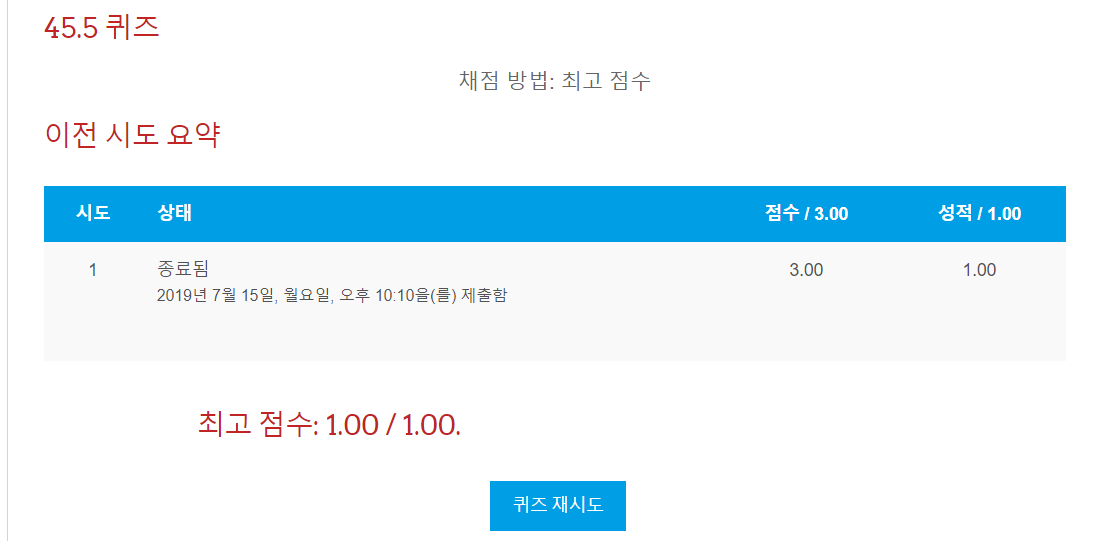 45.5 퀴즈
채점 방법: 최고 점수
이전 시도 요약
시도 상태 점수 / 3.00 성적 / 1.00
1 종료됨 3.00 1.00
2019년 7월 15일, 월요일, 오후 10:10을(를) 제출함
최고 점수: 1.00 / 1.00.
퀴즈 재시도